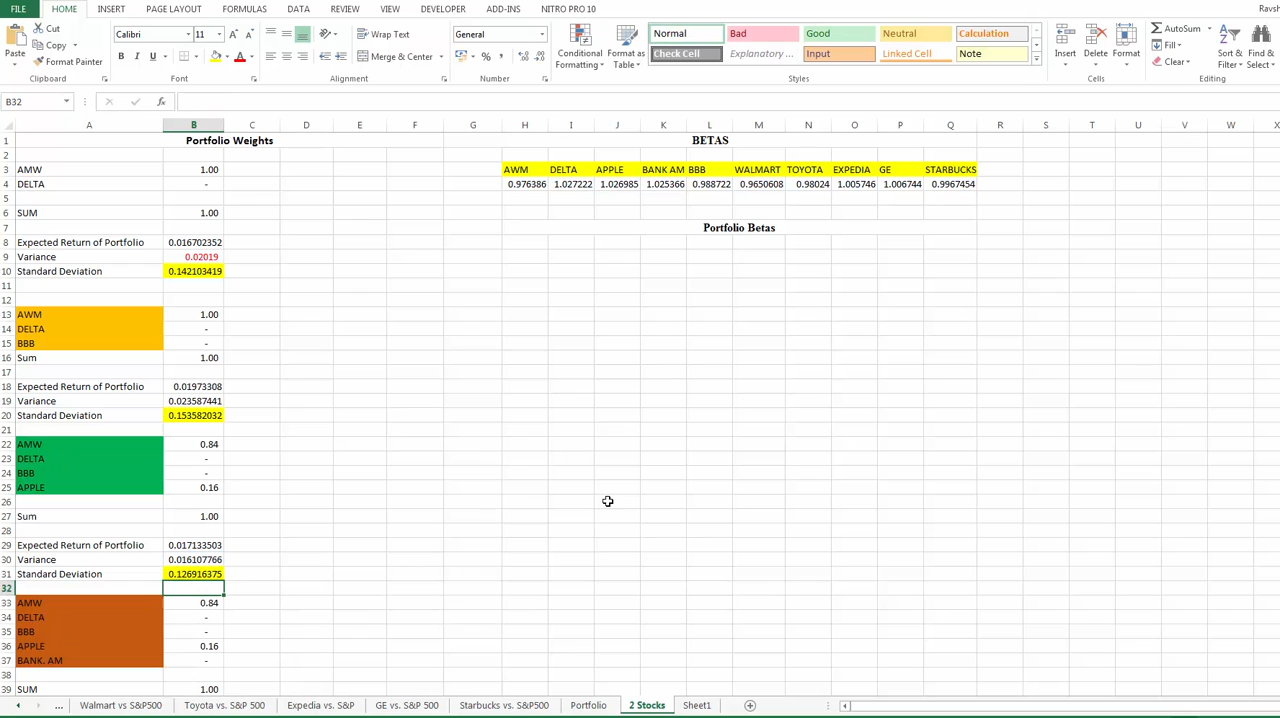 FILE HOME INSERT PAGE LAYOUT FORMULAS DATA REVIEW VIEW DEVELOPER ADD-INS NITRO PRO 10 Ravsh
Paste Cut Copy Format Painter Clipboard
Calibri 11 B I U Font
Wrap Text Merge & Center Alignment
General $ % , Number
Conditional Formatting Format as Table
Normal Bad Good Neutral Calculation
Check Cell Explanatory ... Input Linked Cell Note
Styles
Insert Delete Format Cells
AutoSum Fill Clear Sort & Filter Find & Select Editing
B32 fx
A B C D E F G H I J K L M N O P Q R S T U V W X
1 Portfolio Weights BETAS
2
3 AMW 1.00 AWM DELTA APPLE BANK AM BBB WALMART TOYOTA EXPEDIA GE STARBUCKS
4 DELTA - 0.976386 1.027222 1.026985 1.025366 0.988722 0.9650608 0.98024 1.005746 1.006744 0.9967454
5
6 SUM 1.00
7 Portfolio Betas
8 Expected Return of Portfolio 0.016702352
9 Variance 0.02019
10 Standard Deviation 0.142103419
11
12
13 AWM 1.00
14 DELTA -
15 BBB -
16 Sum 1.00
17
18 Expected Return of Portfolio 0.01973308
19 Variance 0.023587441
20 Standard Deviation 0.153582032
21
22 AMW 0.84
23 DELTA -
24 BBB -
25 APPLE 0.16
26
27 Sum 1.00
28
29 Expected Return of Portfolio 0.017133503
30 Variance 0.016107766
31 Standard Deviation 0.126916375
32
33 AMW 0.84
34 DELTA -
35 BBB -
36 APPLE 0.16
37 BANK. AM -
38
39 SUM 1.00
... Walmart vs S&P500 Toyota vs. S&P 500 Expedia vs. S&P GE vs. S&P 500 Starbucks vs. S&P500 Portfolio 2 Stocks Sheet1